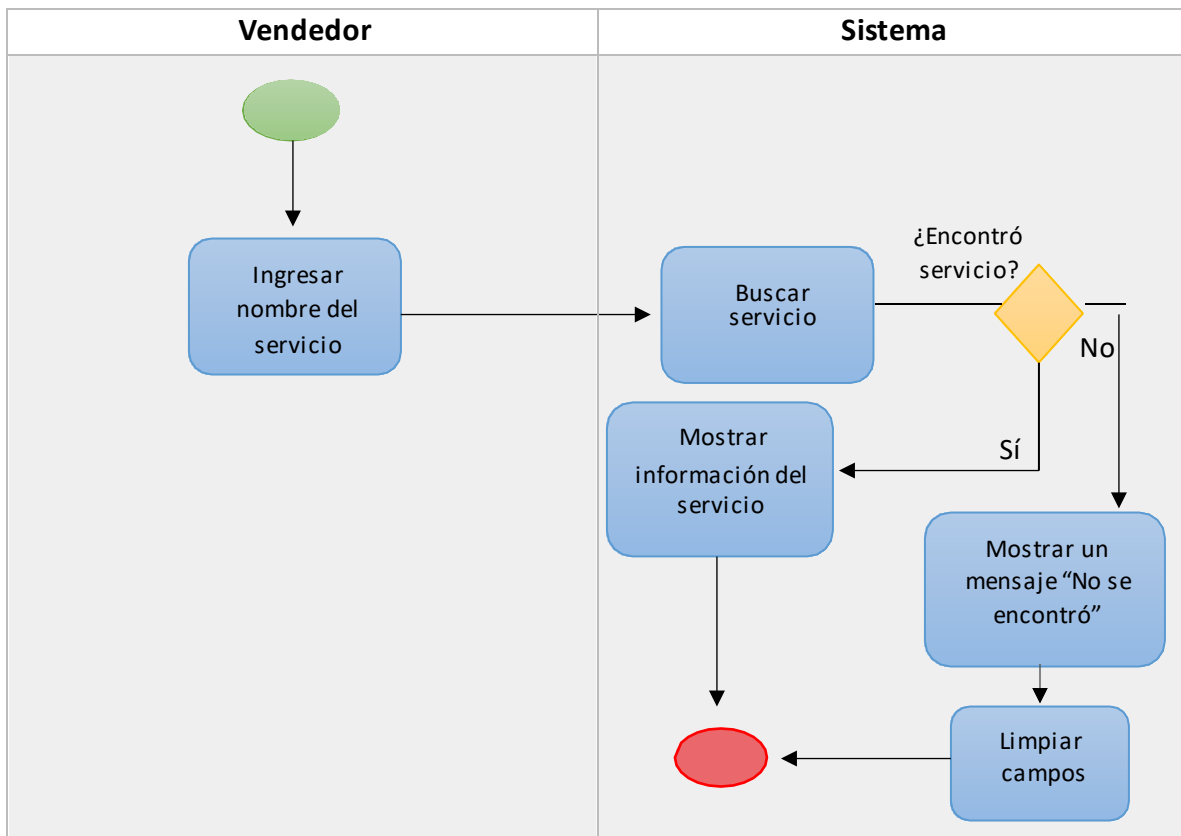 Vendedor
Sistema
Ingresar
nombre del
servicio
Buscar
servicio
¿Encontró
servicio?
No
Sí
Mostrar
información del
servicio
Mostrar un
mensaje “No se
encontró”
Limpiar
campos